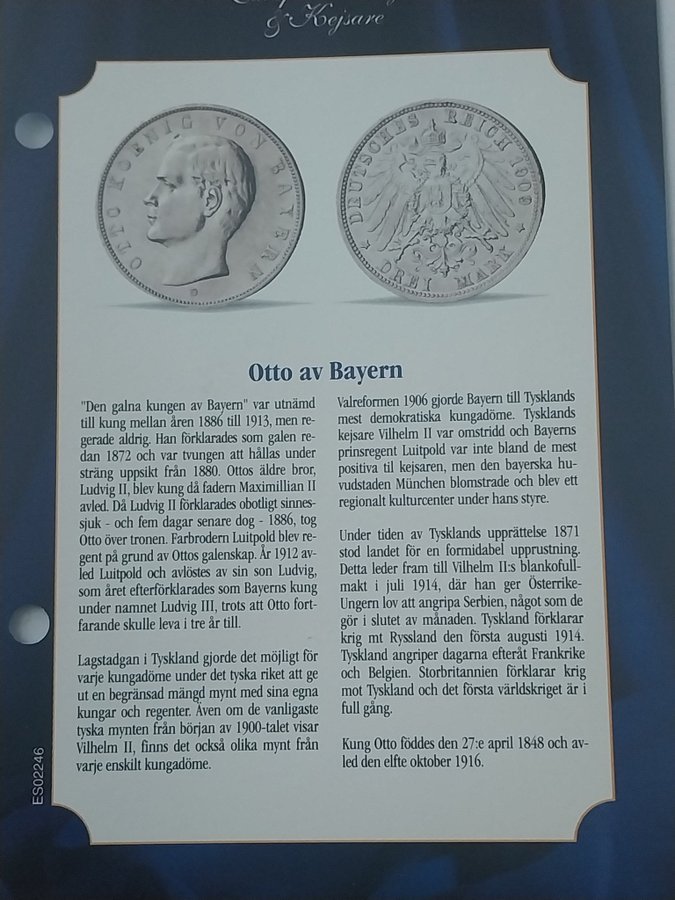 & Kejsare
OTTO KOENIG VON BAYERN
D
DEUTSCHES REICH 1909
DREI MARK
Otto av Bayern
"Den galna kungen av Bayern" var utnämd
till kung mellan åren 1886 till 1913, men re-
gerade aldrig. Han förklarades som galen re-
dan 1872 och var tvungen att hållas under
sträng uppsikt från 1880. Ottos äldre bror,
Ludvig II, blev kung då fadern Maximillian II
avled. Då Ludvig II förklarades obotligt sinnes-
sjuk - och fem dagar senare dog - 1886, tog
Otto över tronen. Farbrodern Luitpold blev re-
gent på grund av Ottos galenskap. År 1912 av-
led Luitpold och avlöstes av sin son Ludvig,
som året efterförklarades som Bayerns kung
under namnet Ludvig III, trots att Otto fort-
farande skulle leva i tre år till.
Lagstadgan i Tyskland gjorde det möjligt för
varje kungadöme under det tyska riket att ge
ut en begränsad mängd mynt med sina egna
kungar och regenter. Även om de vanligaste
tyska mynten från början av 1900-talet visar
Vilhelm II, finns det också olika mynt från
varje enskilt kungadöme.
Valreformen 1906 gjorde Bayern till Tysklands
mest demokratiska kungadöme. Tysklands
kejsare Vilhelm II var omstridd och Bayerns
prinsregent Luitpold var inte bland de mest
positiva til kejsaren, men den bayerska hu-
vudstaden München blomstrade och blev ett
regionalt kulturcenter under hans styre.
Under tiden av Tysklands upprättelse 1871
stod landet för en formidabel upprustning.
Detta leder fram till Vilhelm II:s blankofull-
makt i juli 1914, där han ger Österrike-
Ungern lov att angripa Serbien, något som de
gör i slutet av månaden. Tyskland förklarar
krig mt Ryssland den första augusti 1914.
Tyskland angriper dagarna efteråt Frankrike
och Belgien. Storbritannien förklarar krig
mot Tyskland och det första världskriget är i
full gång.
Kung Otto föddes den 27:e april 1848 och av-
led den elfte oktober 1916.
ES02246